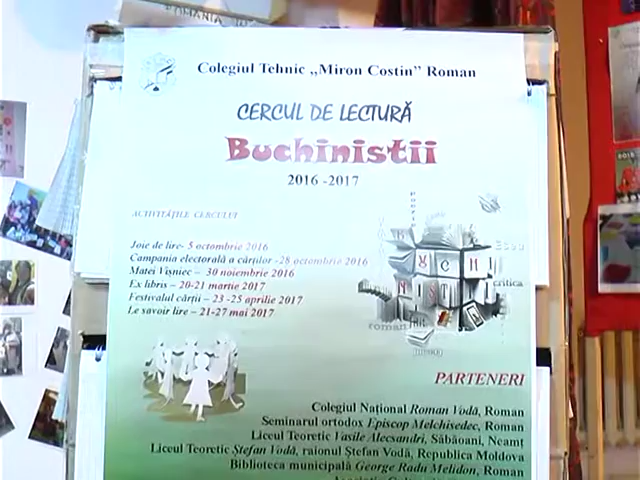 ROMANIA
Colegiul Tehnic „Miron Costin” Roman
CERCUL DE LECTURĂ
Buchiniștii
2016 -2017
ACTIVITĂȚILE CERCULUI
Joie de lire- 5 octombrie 2016
Campania electorală a cărților -28 octombrie 2016
Matei Vișniec – 30 noiembrie 2016
Ex libris – 20-21 martie 2017
Festivalul cărții – 23 -25 aprilie 2017
Le savoir lire – 21-27 mai 2017
Eseu
critica
roman
PARTENERI
Colegiul Național Roman Vodă, Roman
Seminarul ortodox Episcop Melchisedec, Roman
Liceul Teoretic Vasile Alecsandri, Săbăoani, Neamț
Liceul Teoretic Ștefan Vodă, raionul Ștefan Vodă, Republica Moldova
Biblioteca municipală George Radu Melidon, Roman